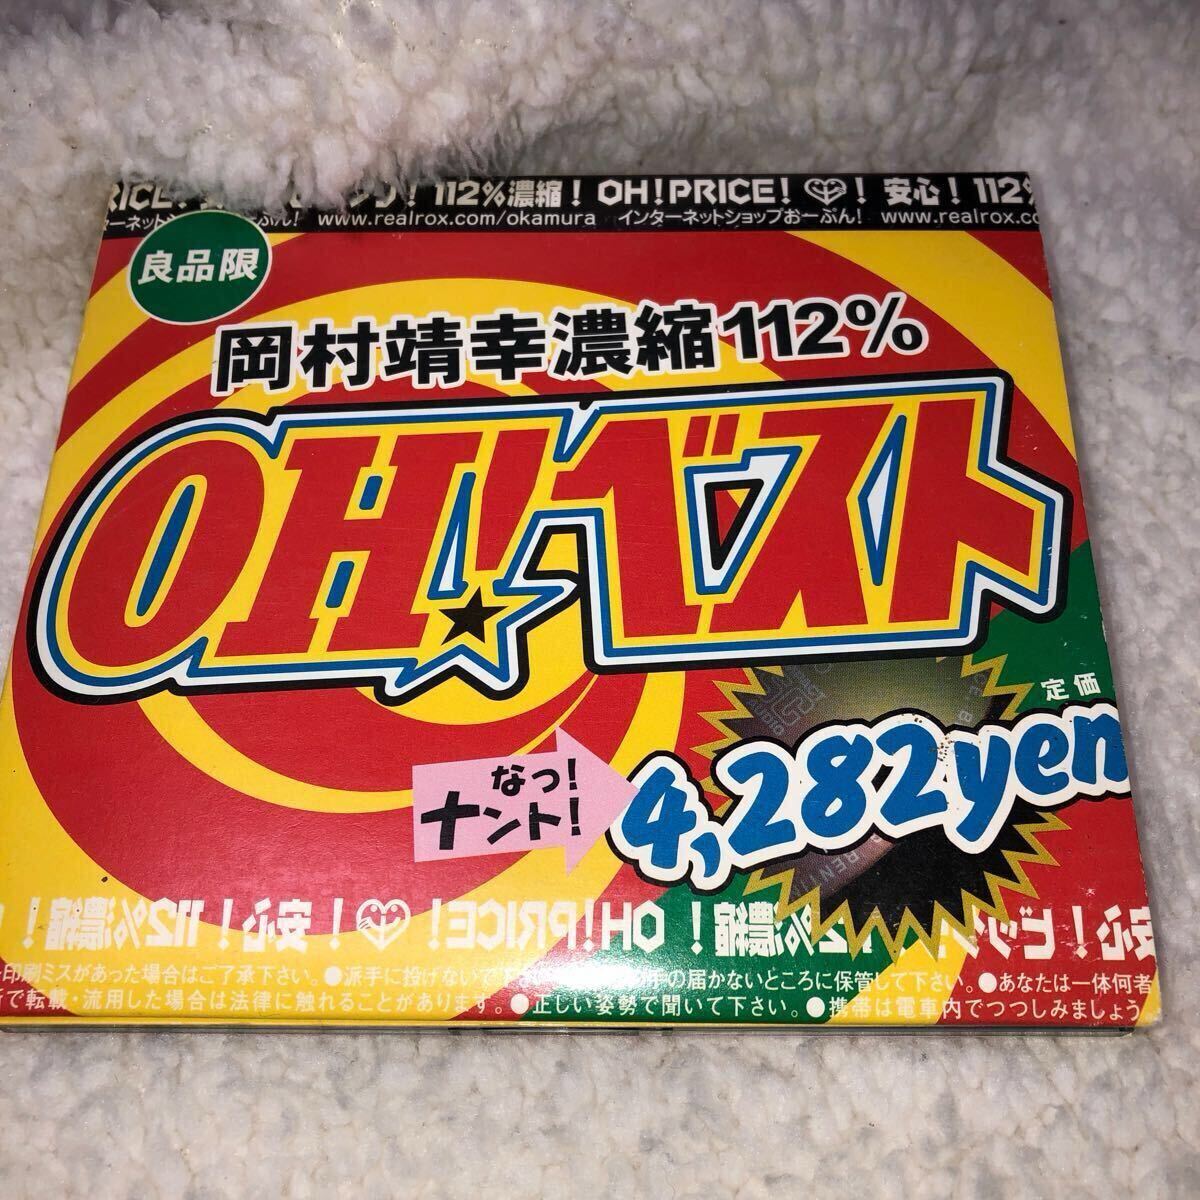 112%濃縮! OH!PRICE! ! 安心! 112%
www.realrox.com/okamura インターネットショップおーぷん! www.realrox.co
良品限
岡村靖幸濃縮112%
OH!ベスト
定価
なっ!
ナント!
4,282yen
112%濃縮! OH!PRICE! ! 安心! 112%濃縮!
印刷ミスがあった場合はご了承下さい。●派手に投げないで下 手の届かないところに保管して下さい。●あなたは一体何者
で転載・流用した場合は法律に触れることがあります。●正しい姿勢で聞いて下さい。●携帯は電車内でつつしみましょう